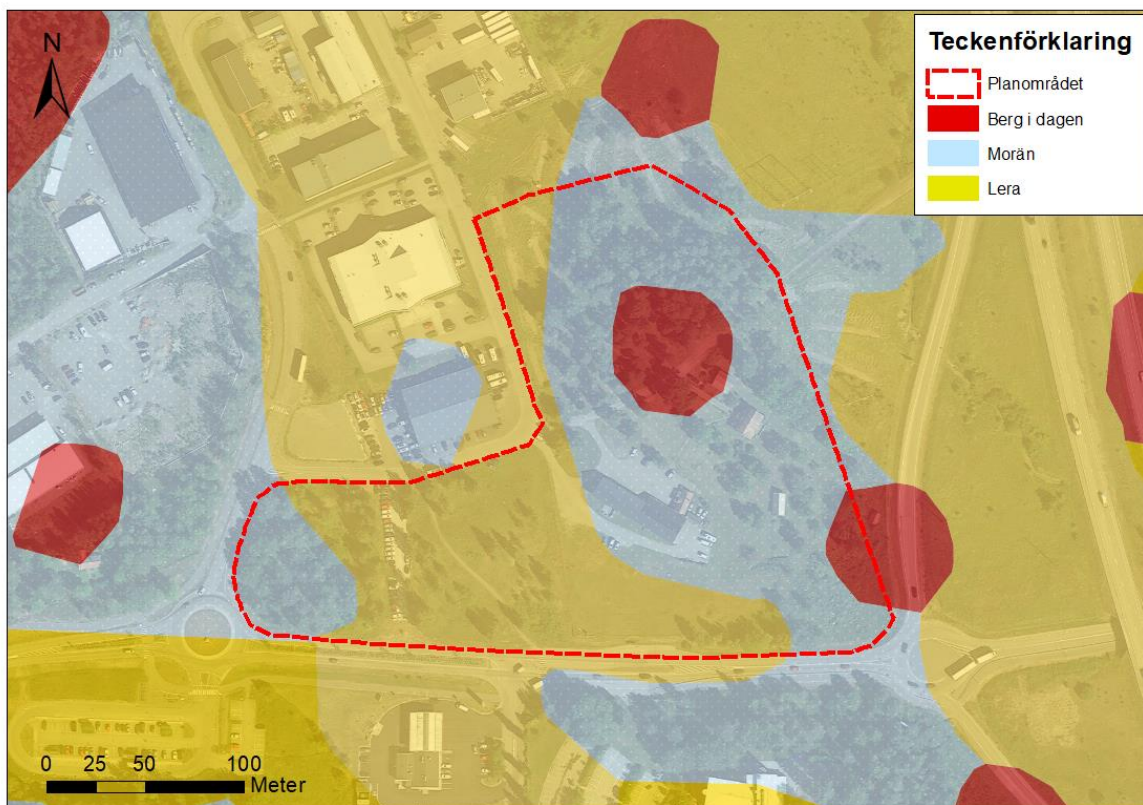 N
Teckenförklaring
Planområdet
Berg i dagen
Morän
Lera
0 25 50 100
Meter